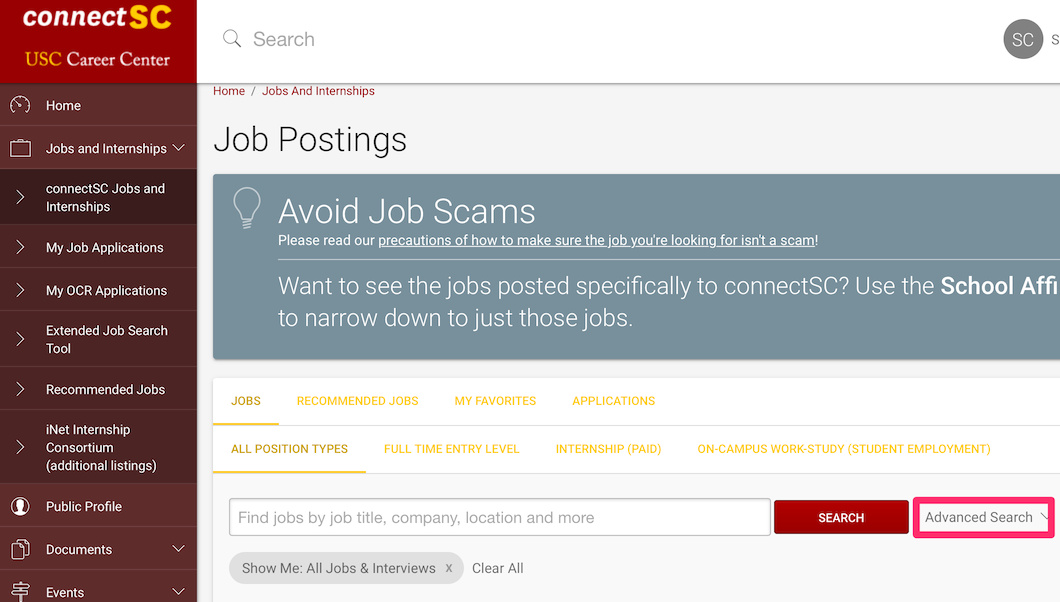 connectSC
USC Career Center
Search
SC
Home / Jobs And Internships
Job Postings
Home
Jobs and Internships
connectSC Jobs and
Internships
My Job Applications
My OCR Applications
Extended Job Search
Tool
Recommended Jobs
iNet Internship
Consortium
(additional listings)
Public Profile
Documents
Events
Avoid Job Scams
Please read our precautions of how to make sure the job you're looking for isn't a scam!
Want to see the jobs posted specifically to connectSC? Use the School Affi
to narrow down to just those jobs.
JOBS RECOMMENDED JOBS MY FAVORITES APPLICATIONS
ALL POSITION TYPES FULL TIME ENTRY LEVEL INTERNSHIP (PAID) ON-CAMPUS WORK-STUDY (STUDENT EMPLOYMENT)
Find jobs by job title, company, location and more SEARCH Advanced Search
Show Me: All Jobs & Interviews x Clear All